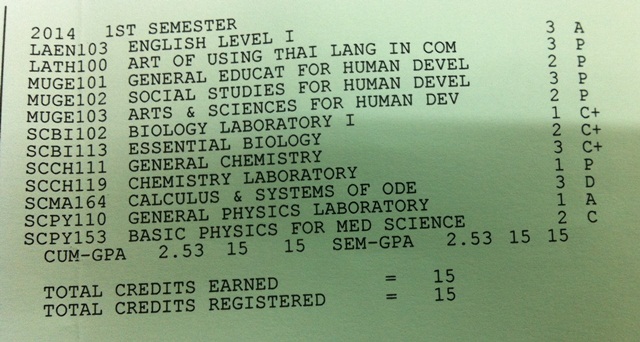 2014 1ST SEMESTER
LAEN103 ENGLISH LEVEL I 3 A
LATH100 ART OF USING THAI LANG IN COM 3 P
MUGE101 GENERAL EDUCAT FOR HUMAN DEVEL 2 P
MUGE102 SOCIAL STUDIES FOR HUMAN DEVEL 3 P
MUGE103 ARTS & SCIENCES FOR HUMAN DEV 2 P
SCBI102 BIOLOGY LABORATORY I 1 C+
SCBI113 ESSENTIAL BIOLOGY 2 C+
SCCH111 GENERAL CHEMISTRY 3 C+
SCCH119 CHEMISTRY LABORATORY 1 P
SCMA164 CALCULUS & SYSTEMS OF ODE 3 D
SCPY110 GENERAL PHYSICS LABORATORY 1 A
SCPY153 BASIC PHYSICS FOR MED SCIENCE 2 C
CUM-GPA 2.53 15 15 SEM-GPA 2.53 15 15
TOTAL CREDITS EARNED = 15
TOTAL CREDITS REGISTERED = 15